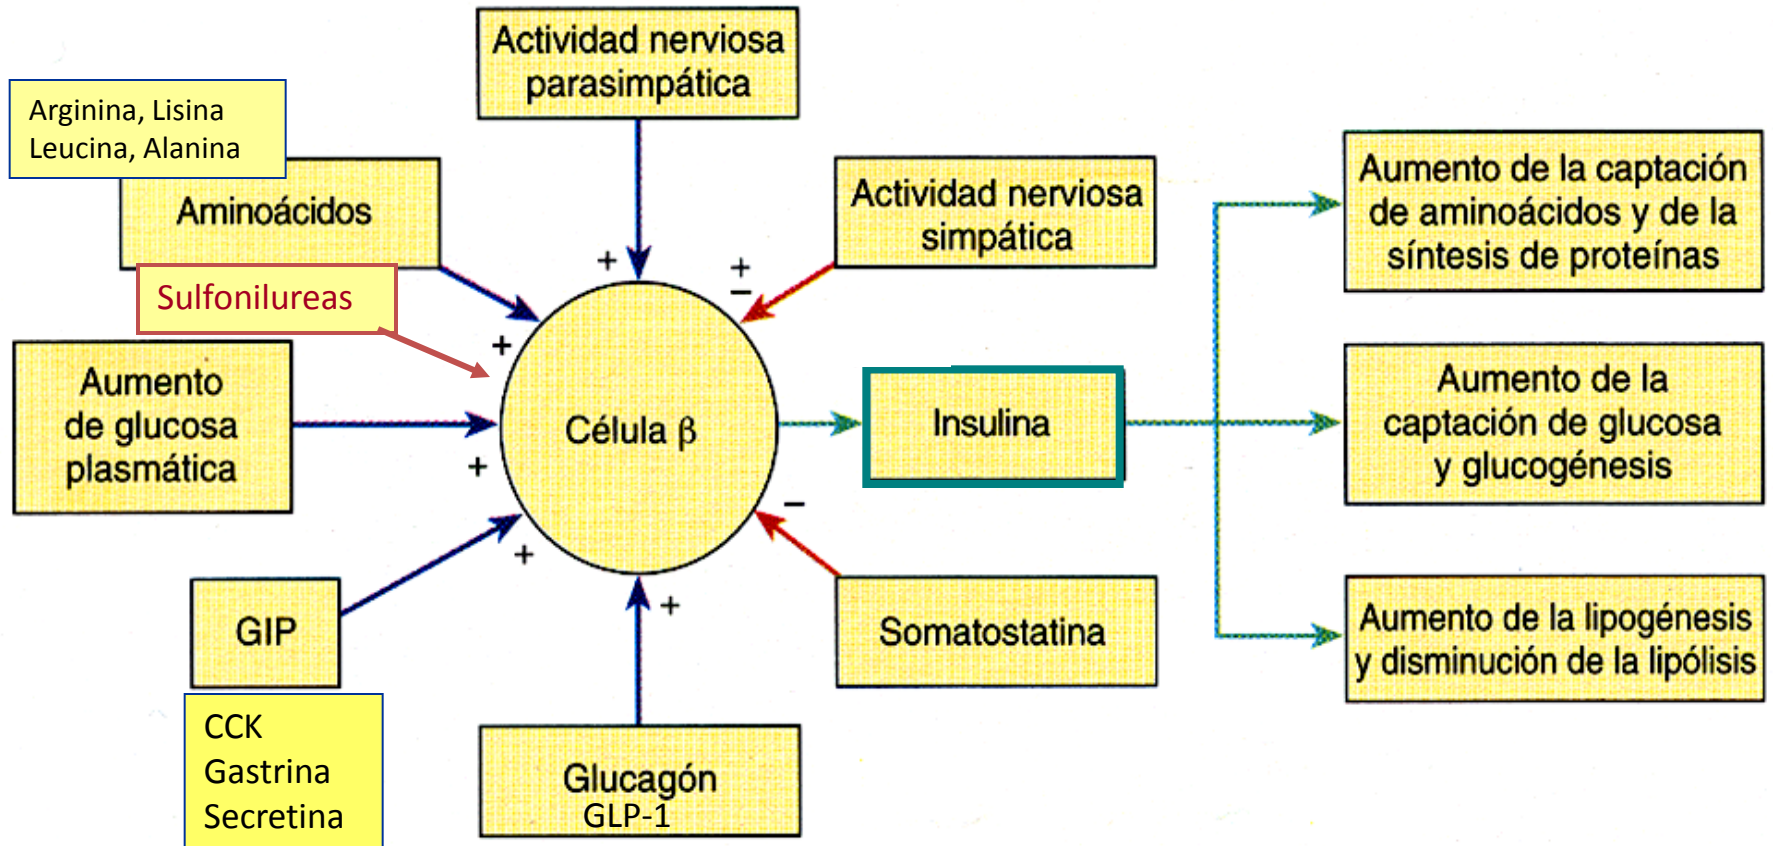 Actividad nerviosa
parasimpática
Arginina, Lisina
Leucina, Alanina
Aminoácidos
Actividad nerviosa
simpática
Aumento de la captación
de aminoácidos y de la
síntesis de proteínas
+
+
−
Sulfonilureas
+
Aumento
de glucosa
plasmática
+
Célula β
Insulina
Aumento de la
captación de glucosa
y glucogénesis
−
+
GIP
+
Somatostatina
Aumento de la lipogénesis
y disminución de la lipólisis
CCK
Gastrina
Secretina
Glucagón
GLP-1